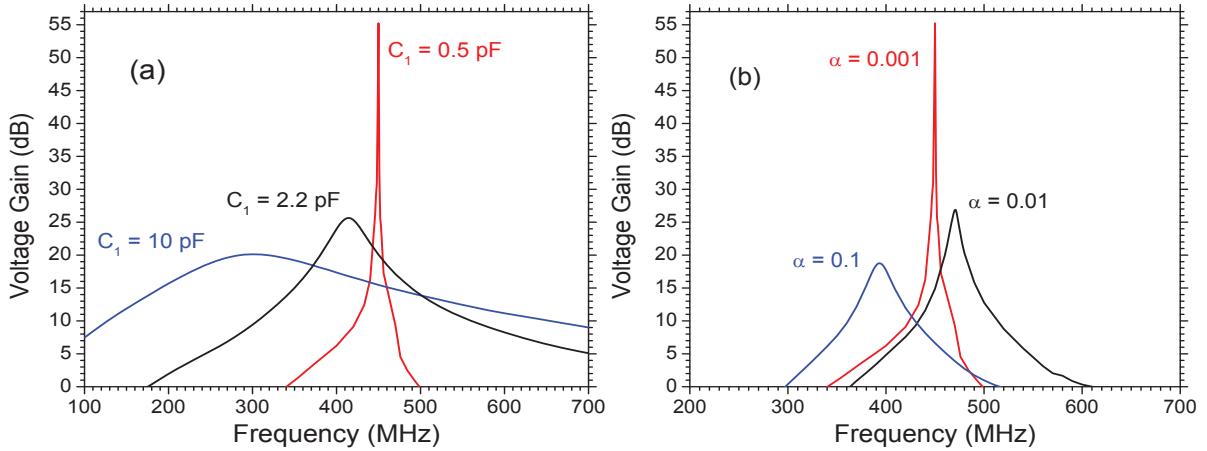 (a)
C₁ = 0.5 pF
C₁ = 2.2 pF
C₁ = 10 pF
Voltage Gain (dB)
55
50
45
40
35
30
25
20
15
10
5
0
100 200 300 400 500 600 700
Frequency (MHz)
(b)
α = 0.001
α = 0.01
α = 0.1
Voltage Gain (dB)
55
50
45
40
35
30
25
20
15
10
5
0
200 300 400 500 600 700
Frequency (MHz)